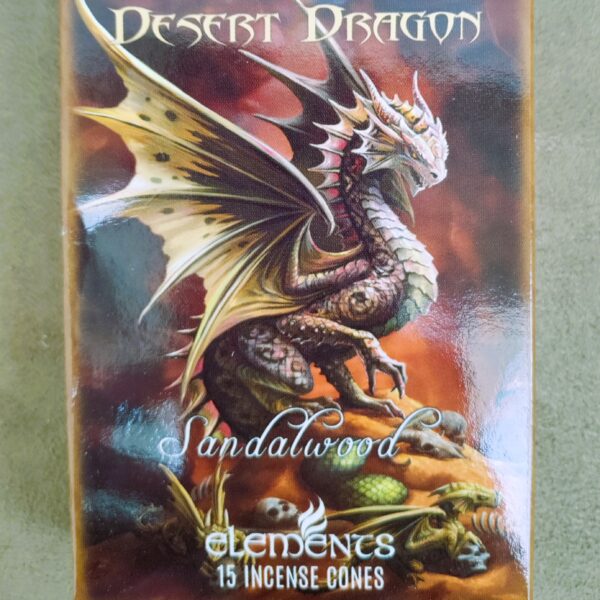 DESERT DRAGON
Sandalwood
elements
15 INCENSE CONES